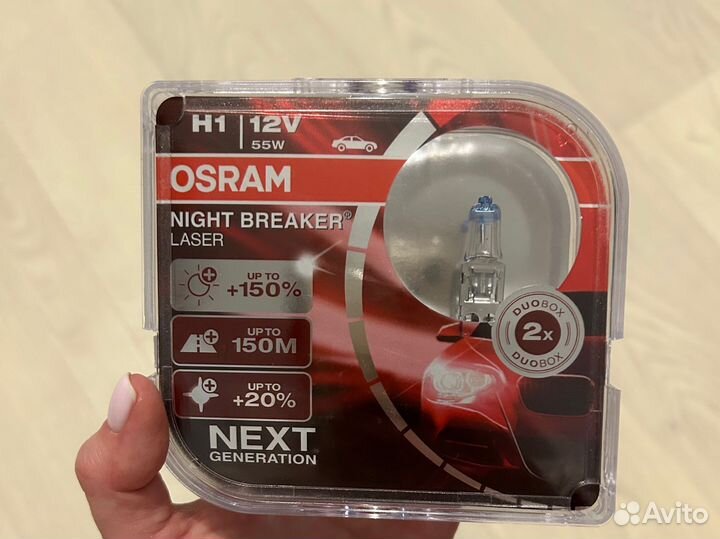 H1 12V
55W
OSRAM
NIGHT BREAKER®
LASER
UP TO
+150%
UP TO
150M
UP TO
+20%
NEXT
GENERATION
DUOBOX
2x
DUOBOX
Avito